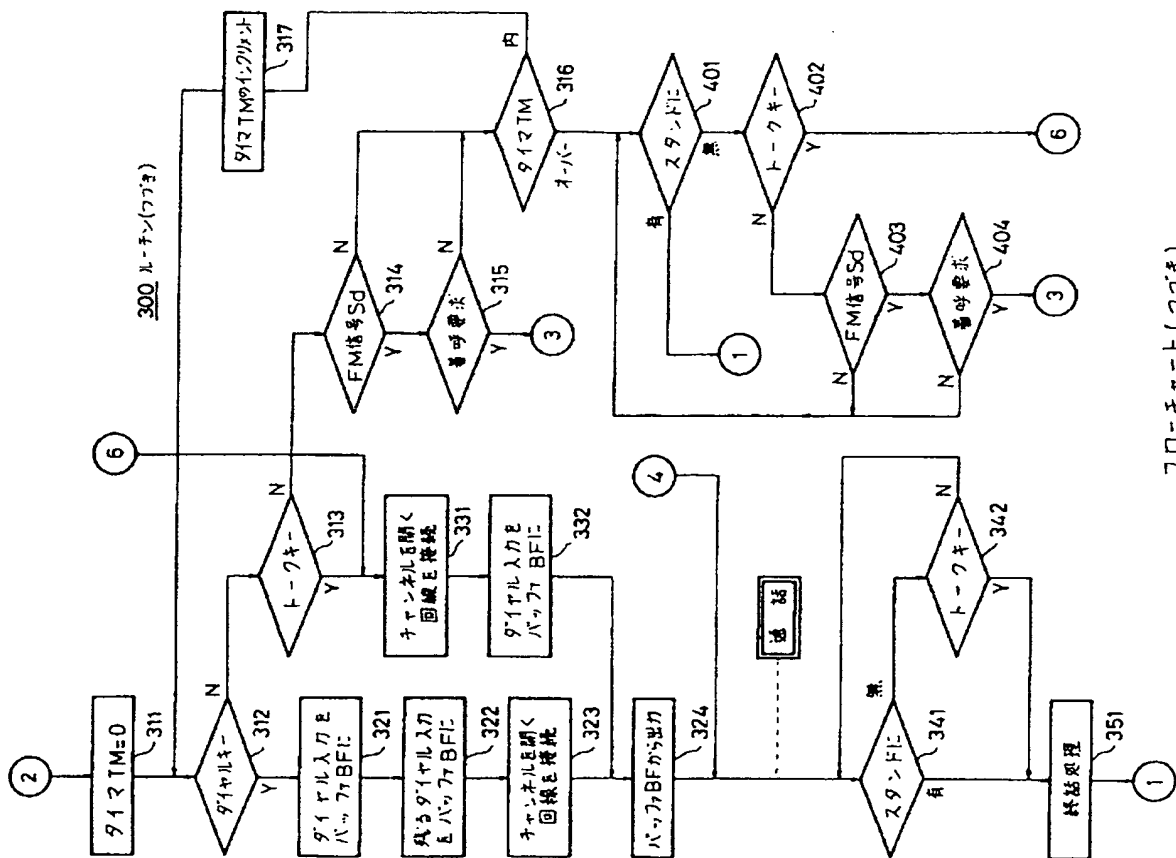 300 ルーチン(つづき)
2
タイマTM=0
311
ダイヤルキー
312
Y
N
ダイヤル入力を
バッファBFに
321
残るダイヤル入力
をバッファBFに
322
チャンネルを開く
回線を接続
323
バッファBFから出力
324
6
トークキー
313
Y
N
チャンネルを開く
回線を接続
331
ダイヤル入力を
バッファBFに
332
4
通話
スタンドに
341
有
無
トークキー
342
Y
N
終話処理
351
1
FM信号Sd
314
Y
N
着呼要求
315
Y
N
3
タイマTM
316
内
オーバー
タイマTMのインクリメント
317
スタンドに
401
有
無
1
トークキー
402
N
Y
6
FM信号Sd
403
N
Y
着呼要求
404
N
Y
3
フローチャート(つづき)